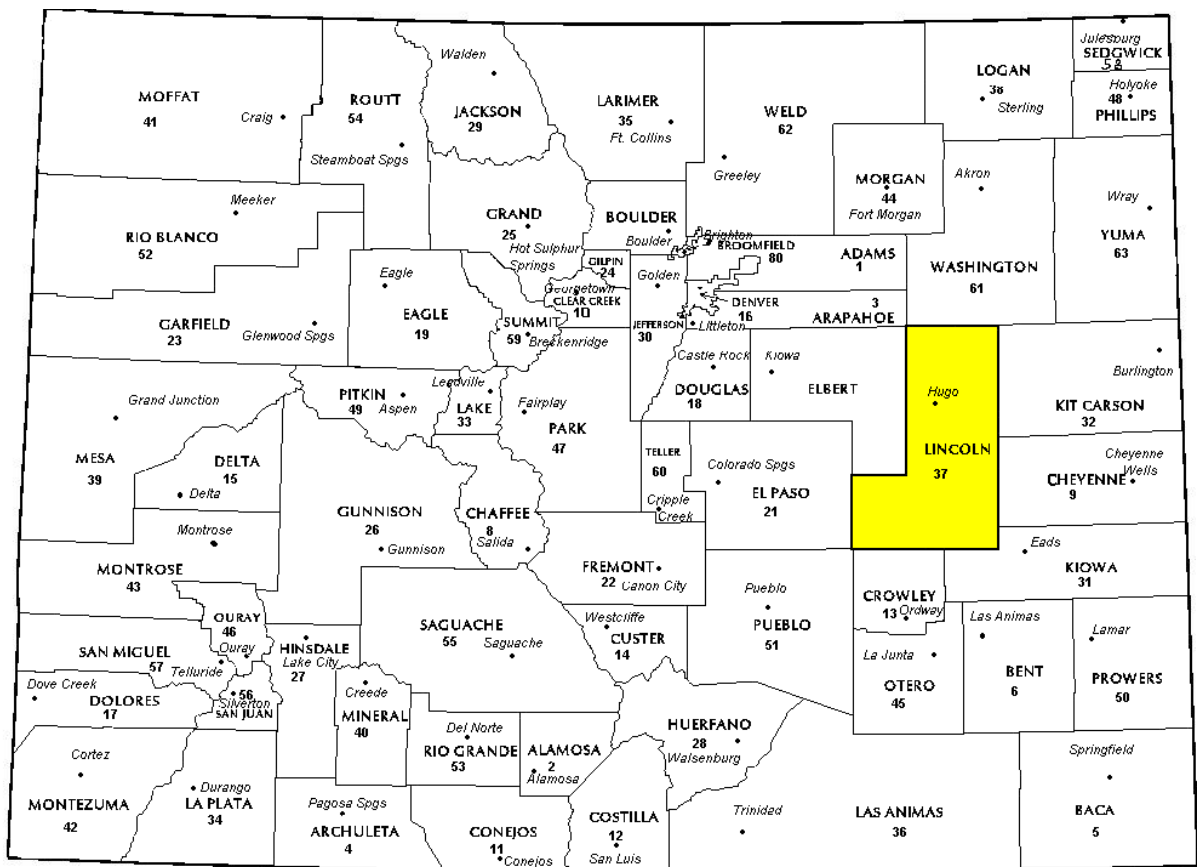 Julesburg
SEDGWICK
58
LOGAN
38
Sterling
Holyoke
48
PHILLIPS
MOFFAT
41
Craig
ROUTT
54
Steamboat Spgs
Walden
JACKSON
29
LARIMER
35
Ft. Collins
WELD
62
Greeley
MORGAN
44
Fort Morgan
Akron
WASHINGTON
61
Wray
YUMA
63
Meeker
RIO BLANCO
52
GRAND
25
Hot Sulphur
Springs
BOULDER
Boulder
Brighton
BROOMFIELD
80
ADAMS
1
GILPIN
24
Golden
Georgetown
CLEAR CREEK
10
JEFFERSON
30
DENVER
16
Littleton
3
ARAPAHOE
GARFIELD
23
Glenwood Spgs
Eagle
EAGLE
19
SUMMIT
59
Breckenridge
Castle Rock
DOUGLAS
18
Kiowa
ELBERT
Hugo
LINCOLN
37
Burlington
KIT CARSON
32
PITKIN
49
Aspen
Leadville
LAKE
33
Fairplay
PARK
47
Grand Junction
MESA
39
DELTA
15
Delta
TELLER
60
Cripple
Creek
Colorado Spgs
EL PASO
21
Cheyenne
Wells
CHEYENNE
9
GUNNISON
26
Gunnison
CHAFFEE
8
Salida
Montrose
MONTROSE
43
FREMONT
22
Canon City
Eads
KIOWA
31
OURAY
46
Ouray
HINSDALE
Lake City
27
SAGUACHE
55
Saguache
Westcliffe
CUSTER
14
Pueblo
PUEBLO
51
CROWLEY
13
Ordway
Las Animas
BENT
6
Lamar
PROWERS
50
SAN MIGUEL
57
Telluride
La Junta
OTERO
45
Dove Creek
DOLORES
17
56
Silverton
SAN JUAN
Creede
MINERAL
40
Del Norte
RIO GRANDE
53
ALAMOSA
2
Alamosa
HUERFANO
28
Walsenburg
Cortez
MONTEZUMA
42
Durango
LA PLATA
34
Pagosa Spgs
ARCHULETA
4
CONEJOS
11
Conejos
COSTILLA
12
San Luis
Trinidad
LAS ANIMAS
36
Springfield
BACA
5